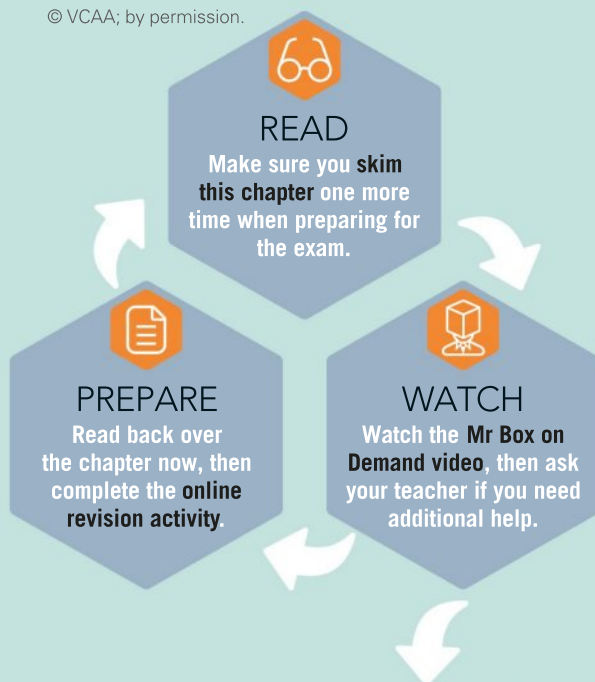 © VCAA; by permission.
READ
Make sure you skim
this chapter one more
time when preparing for
the exam.
PREPARE
Read back over
the chapter now, then
complete the online
revision activity.
WATCH
Watch the Mr Box on
Demand video, then ask
your teacher if you need
additional help.